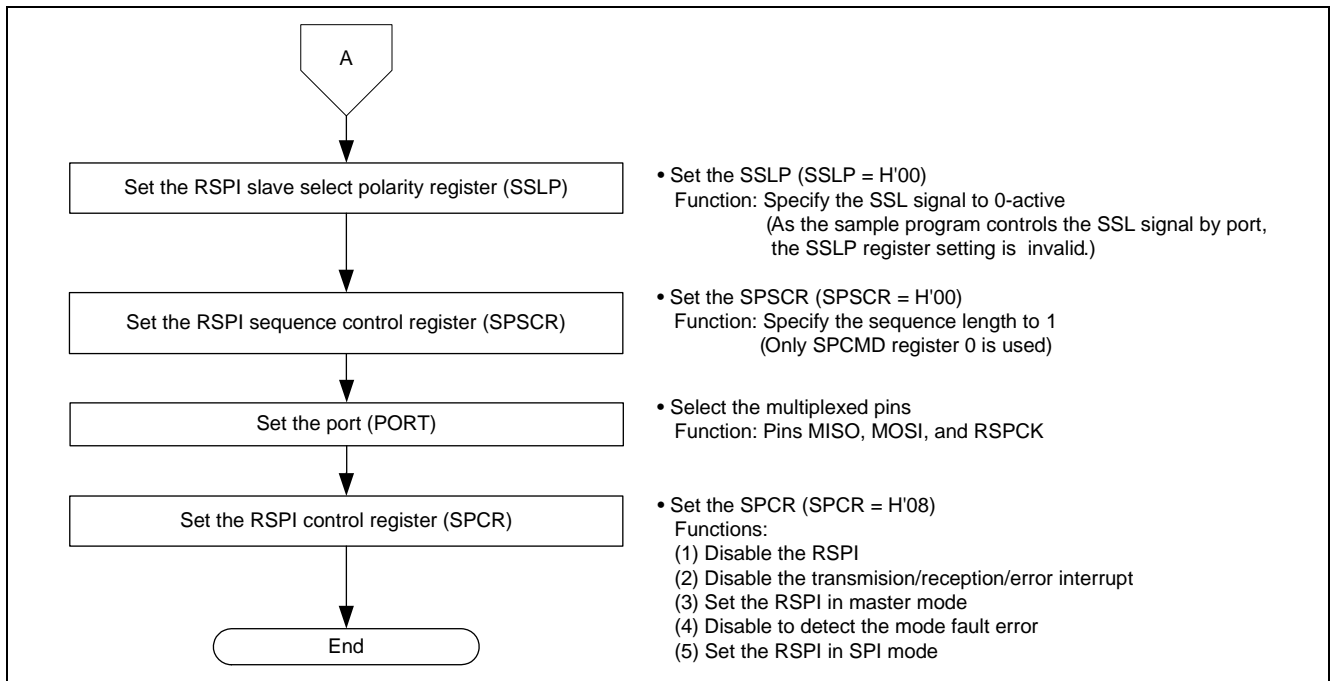 A
Set the RSPI slave select polarity register (SSLP)
• Set the SSLP (SSLP = H'00)
Function: Specify the SSL signal to 0-active
(As the sample program controls the SSL signal by port,
the SSLP register setting is invalid.)
Set the RSPI sequence control register (SPSCR)
• Set the SPSCR (SPSCR = H'00)
Function: Specify the sequence length to 1
(Only SPCMD register 0 is used)
Set the port (PORT)
• Select the multiplexed pins
Function: Pins MISO, MOSI, and RSPCK
Set the RSPI control register (SPCR)
• Set the SPCR (SPCR = H'08)
Functions:
(1) Disable the RSPI
(2) Disable the transmision/reception/error interrupt
(3) Set the RSPI in master mode
(4) Disable to detect the mode fault error
(5) Set the RSPI in SPI mode
End